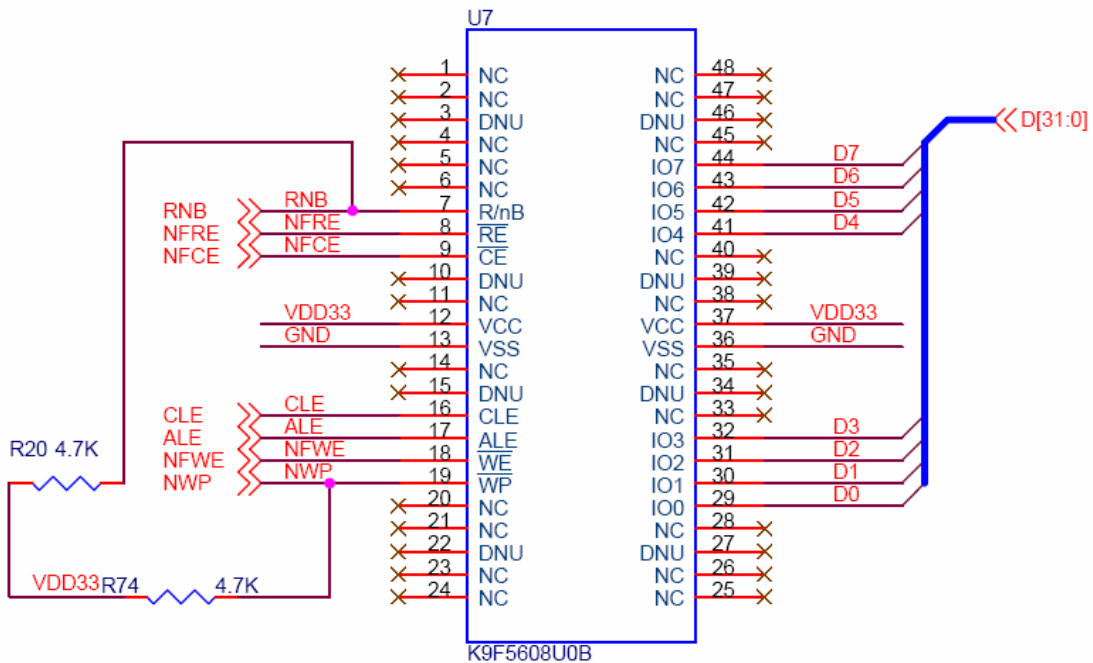 U7
1 NC NC 48
2 NC NC 47
3 DNU DNU 46
4 NC NC 45
5 NC IO7 44 D7
6 NC IO6 43 D6
RNB RNB 7 R/nB IO5 42 D5
NFRE NFRE 8 RE IO4 41 D4
NFCE NFCE 9 CE NC 40
10 DNU DNU 39
11 NC NC 38
VDD33 12 VCC VCC 37 VDD33
GND 13 VSS VSS 36 GND
14 NC NC 35
15 DNU DNU 34
CLE CLE 16 CLE NC 33
ALE ALE 17 ALE IO3 32 D3
NFWE NFWE 18 WE IO2 31 D2
NWP NWP 19 WP IO1 30 D1
20 NC IO0 29 D0
21 NC NC 28
22 DNU DNU 27
23 NC NC 26
24 NC NC 25
D[31:0]
R20 4.7K
VDD33 R74 4.7K
K9F5608U0B